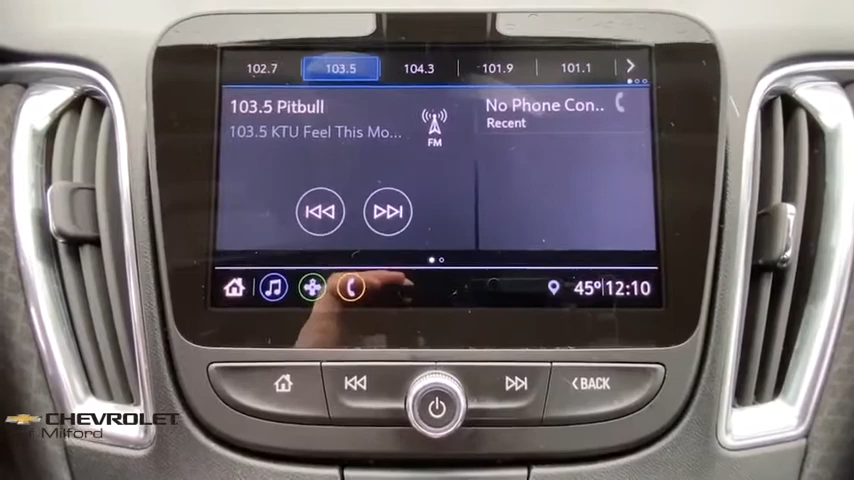 102.7 103.5 104.3 101.9 101.1
103.5 Pitbull
103.5 KTU Feel This Mo...
FM
No Phone Con..
Recent
45° 12:10
BACK
CHEVROLET
Milford